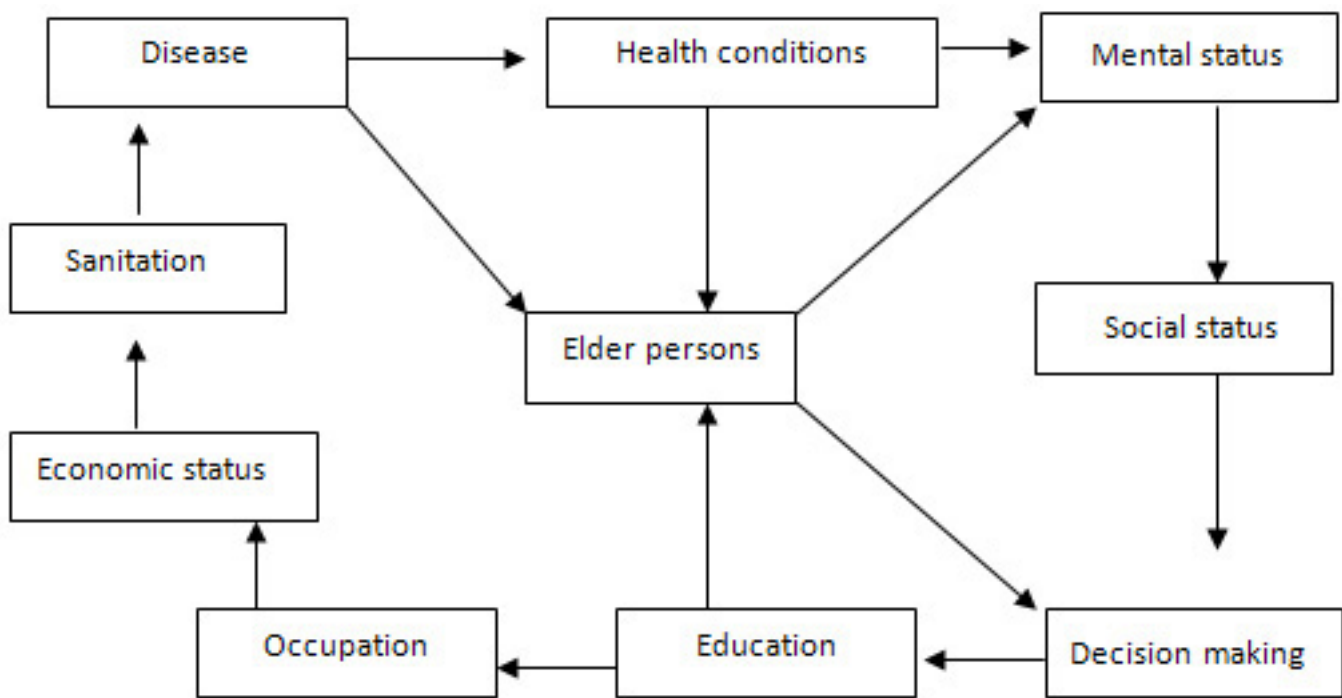 Disease
Health conditions
Mental status
Sanitation
Social status
Elder persons
Economic status
Occupation
Education
Decision making